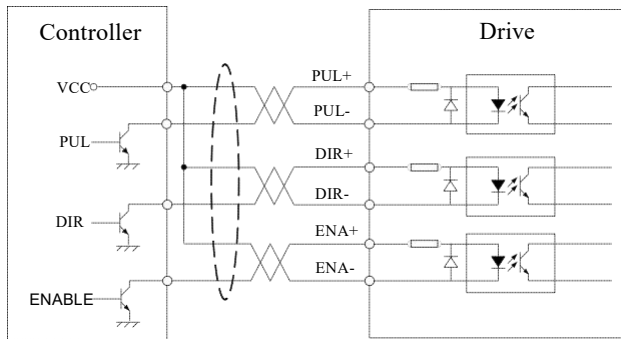 Controller
Drive
VCC
PUL+
PUL-
PUL
DIR+
DIR-
DIR
ENA+
ENA-
ENABLE